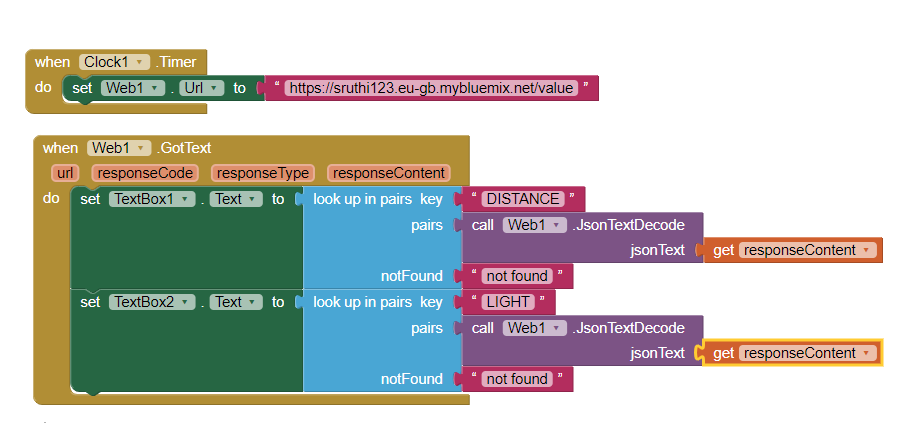 when Clock1 .Timer
do set Web1 . Url to " https://sruthi123.eu-gb.mybluemix.net/value "
when Web1 .GotText
url responseCode responseType responseContent
do set TextBox1 . Text to look up in pairs key " DISTANCE "
pairs call Web1 .JsonTextDecode
jsonText get responseContent
notFound " not found "
set TextBox2 . Text to look up in pairs key " LIGHT "
pairs call Web1 .JsonTextDecode
jsonText get responseContent
notFound " not found "